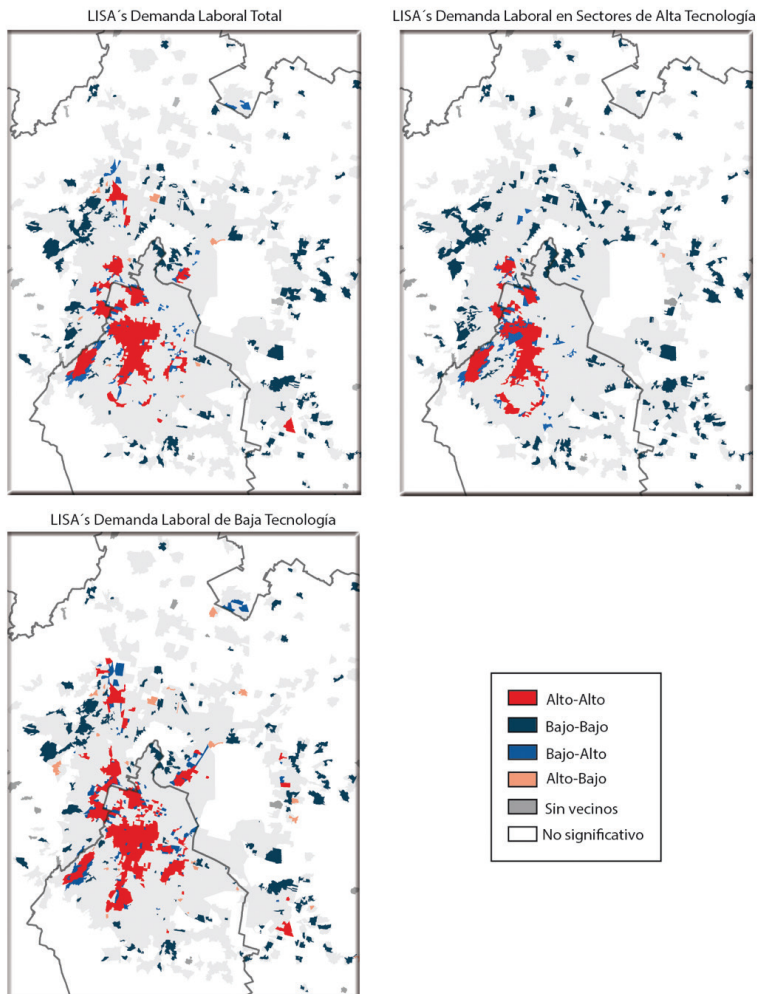 LISA´s Demanda Laboral Total
LISA´s Demanda Laboral en Sectores de Alta Tecnología
LISA´s Demanda Laboral de Baja Tecnología
Alto-Alto
Bajo-Bajo
Bajo-Alto
Alto-Bajo
Sin vecinos
No significativo